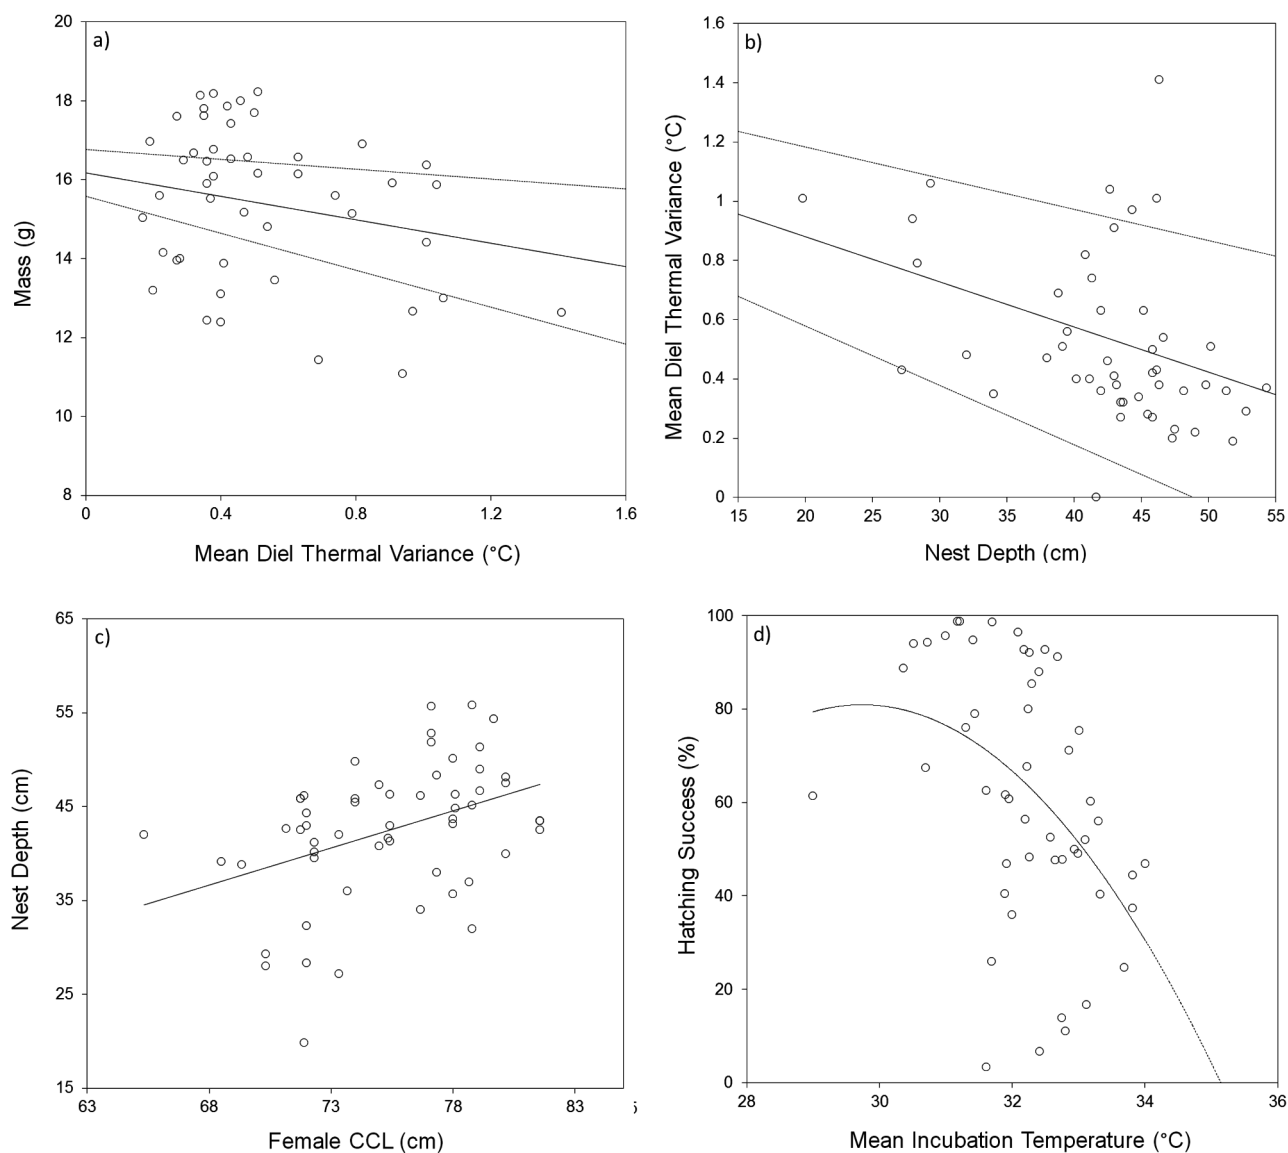 a)
20
18
16
14
12
10
8
Mass (g)
0 0.4 0.8 1.2 1.6
Mean Diel Thermal Variance (°C)
b)
1.6
1.4
1.2
1
0.8
0.6
0.4
0.2
0
Mean Diel Thermal Variance (°C)
15 20 25 30 35 40 45 50 55
Nest Depth (cm)
c)
65
55
45
35
25
15
Nest Depth (cm)
63 68 73 78 83
Female CCL (cm)
d)
100
80
60
40
20
0
Hatching Success (%)
28 30 32 34 36
Mean Incubation Temperature (°C)